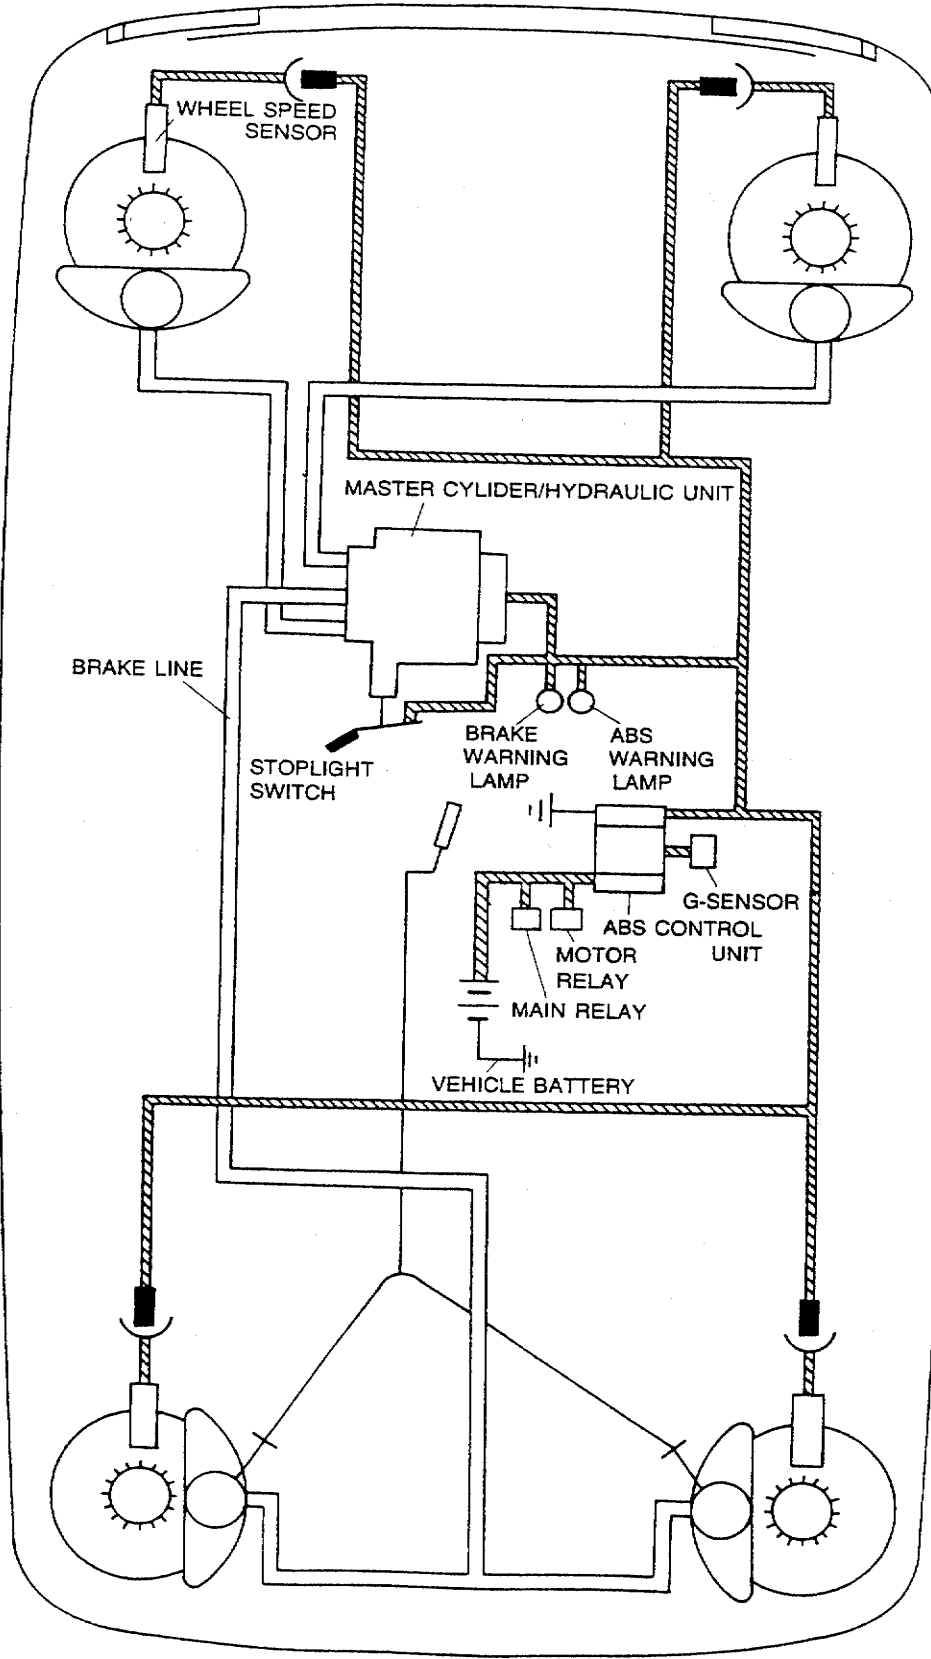 WHEEL SPEED
SENSOR
MASTER CYLIDER/HYDRAULIC UNIT
BRAKE LINE
STOPLIGHT
SWITCH
BRAKE
WARNING
LAMP
ABS
WARNING
LAMP
G-SENSOR
ABS CONTROL
UNIT
MOTOR
RELAY
MAIN RELAY
VEHICLE BATTERY